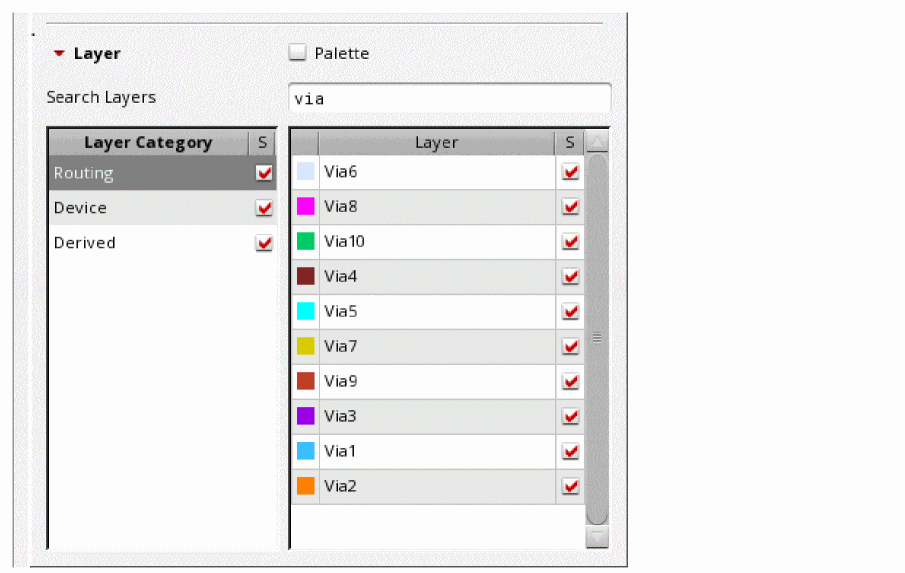 Layer
Palette
Search Layers
via
Layer Category S
Layer S
Routing
Device
Derived
Via6
Via8
Via10
Via4
Via5
Via7
Via9
Via3
Via1
Via2